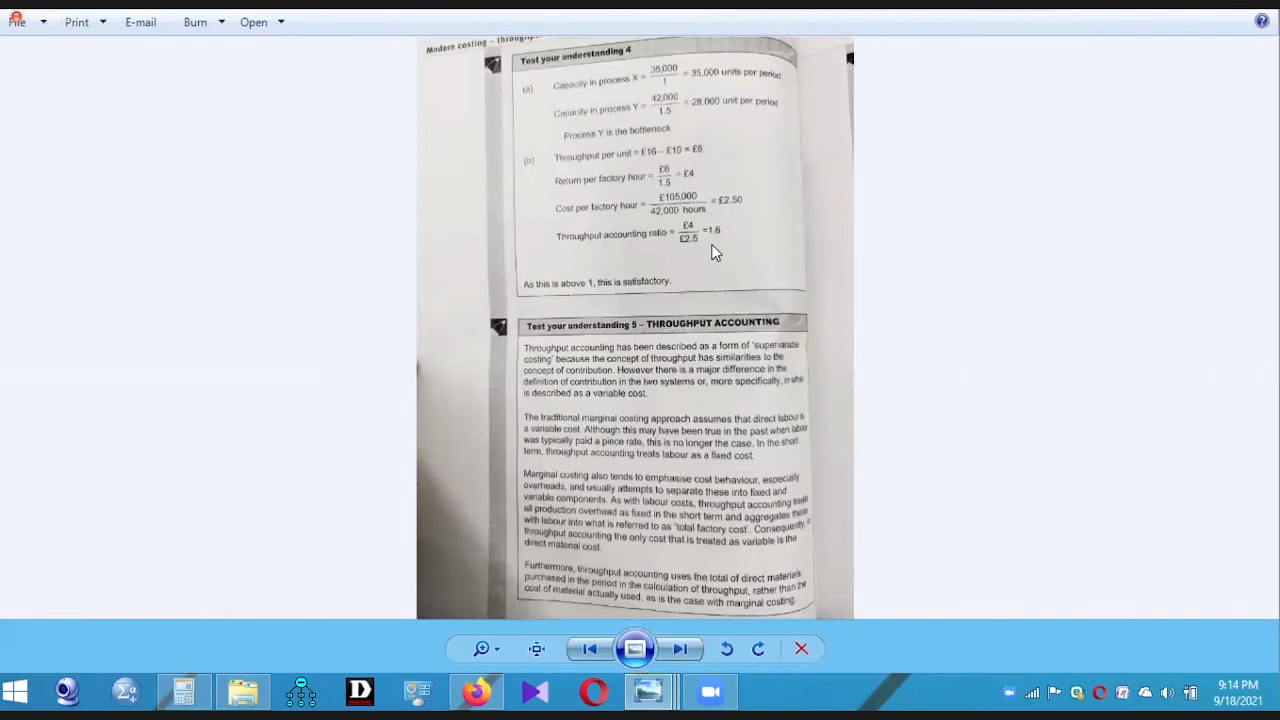 File Print E-mail Burn Open
Modern costing – throughput
Test your understanding 4
(a) Capacity in process X = 35,000 / 1 = 35,000 units per period
Capacity in process Y = 42,000 / 1.5 = 28,000 unit per period
Process Y is the bottleneck
(b) Throughput per unit = £16 – £10 = £6
Return per factory hour = £6 / 1.5 = £4
Cost per factory hour = £105,000 / 42,000 hours = £2.50
Throughput accounting ratio = £4 / £2.5 =1.6
As this is above 1, this is satisfactory.
Test your understanding 5 – THROUGHPUT ACCOUNTING
Throughput accounting has been described as a form of 'super variable
costing' because the concept of throughput has similarities to the
concept of contribution. However there is a major difference in the
definition of contribution in the two systems or, more specifically, in what
is described as a variable cost.
The traditional marginal costing approach assumes that direct labour is
a variable cost. Although this may have been true in the past when labour
was typically paid a piece rate, this is no longer the case. In the short
term, throughput accounting treats labour as a fixed cost.
Marginal costing also tends to emphasise cost behaviour, especially
overheads, and usually attempts to separate these into fixed and
variable components. As with labour costs, throughput accounting treats
all production overhead as fixed in the short term and aggregates these
with labour into what is referred to as 'total factory cost'. Consequently, in
throughput accounting the only cost that is treated as variable is the
direct material cost.
Furthermore, throughput accounting uses the total of direct materials
purchased in the period in the calculation of throughput, rather than the
cost of material actually used, as is the case with marginal costing.
9:14 PM
9/18/2021